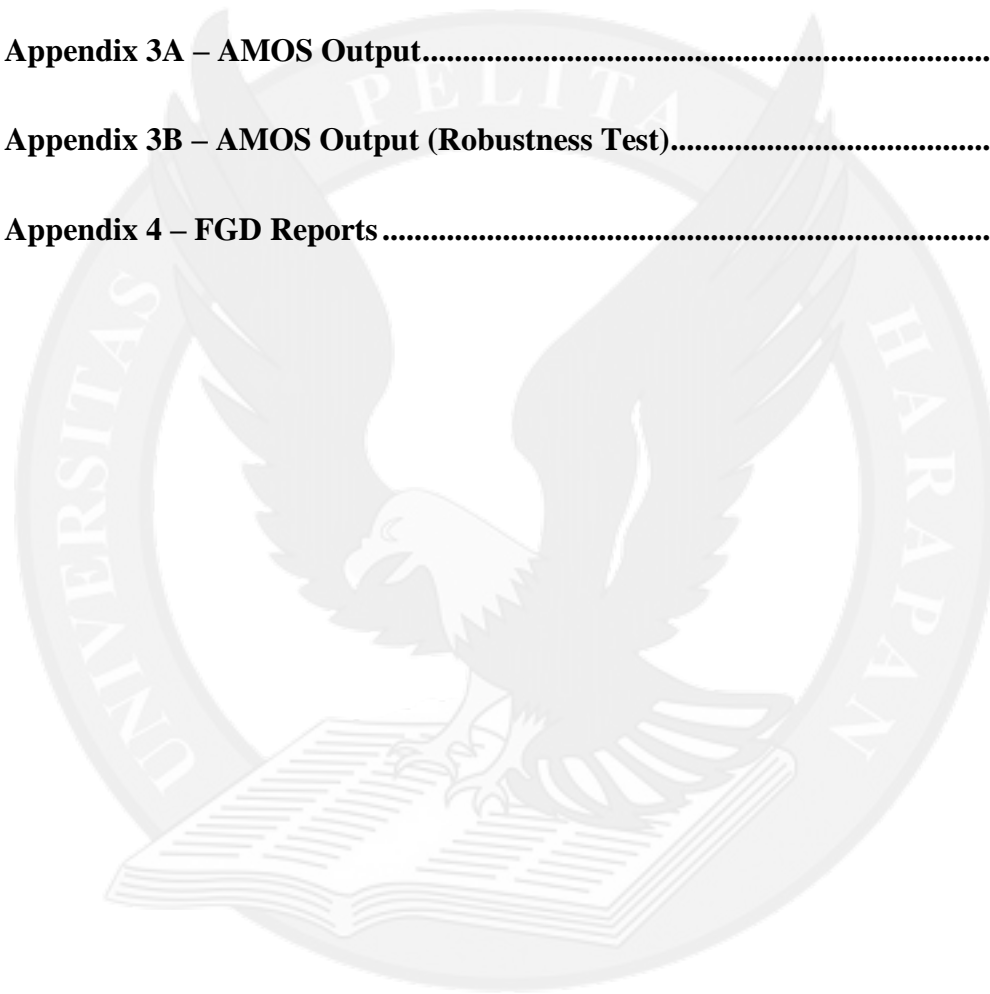 Appendix 3A – AMOS Output.......................................................................
Appendix 3B – AMOS Output (Robustness Test)........................................
Appendix 4 – FGD Reports............................................................................
UNIVERSITAS PELITA HARAPAN